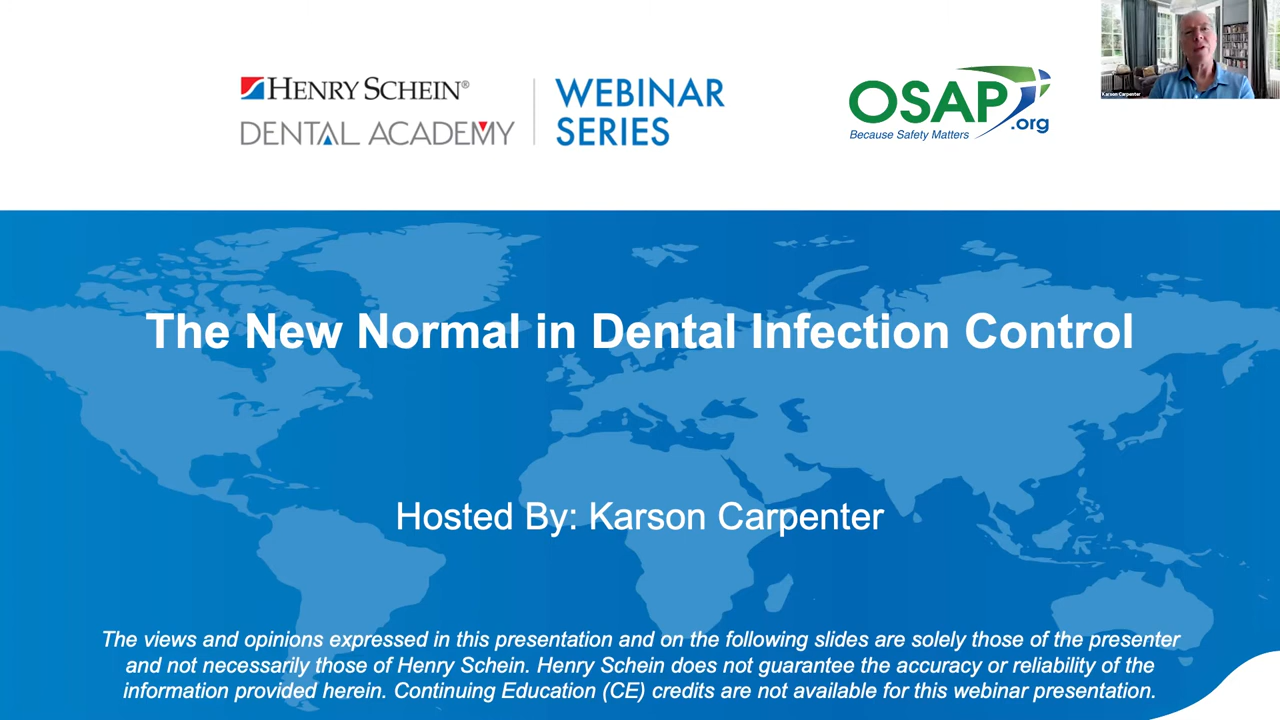 HENRY SCHEIN®
DENTAL ACADEMY
WEBINAR
SERIES
OSAP
.org
Because Safety Matters
Karson Carpenter
The New Normal in Dental Infection Control
Hosted By: Karson Carpenter
The views and opinions expressed in this presentation and on the following slides are solely those of the presenter
and not necessarily those of Henry Schein. Henry Schein does not guarantee the accuracy or reliability of the
information provided herein. Continuing Education (CE) credits are not available for this webinar presentation.